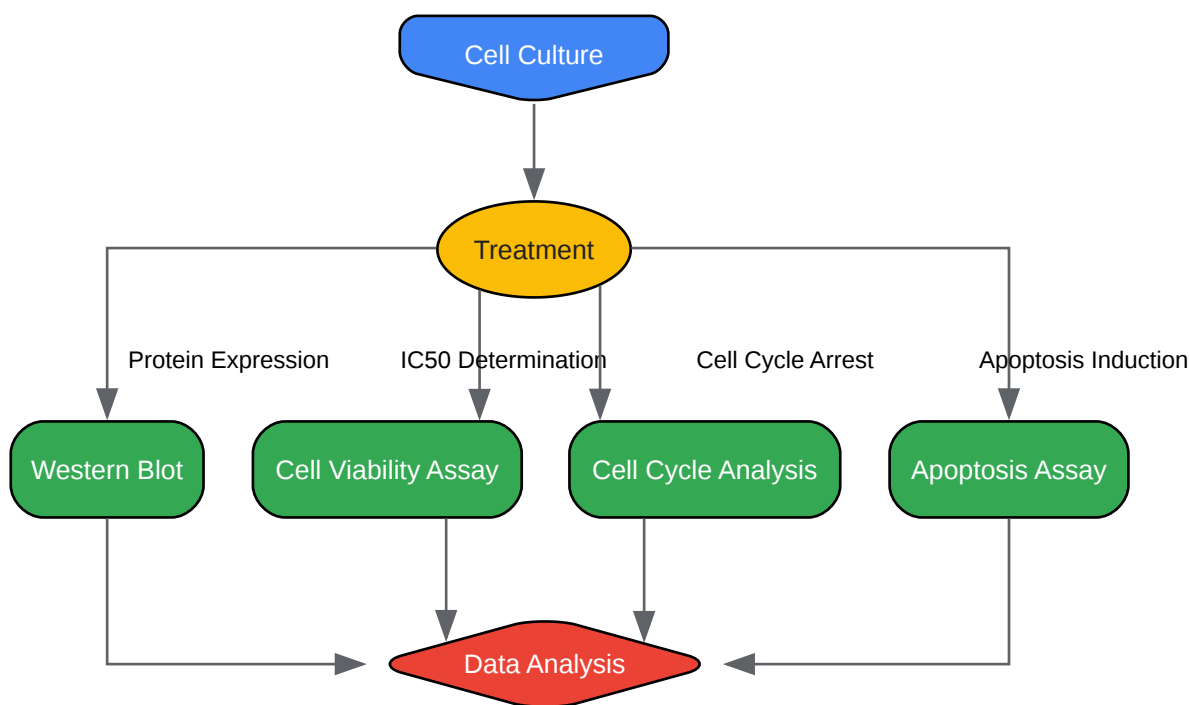 Cell Culture
Treatment
Protein Expression
IC50 Determination
Cell Cycle Arrest
Apoptosis Induction
Western Blot
Cell Viability Assay
Cell Cycle Analysis
Apoptosis Assay
Data Analysis